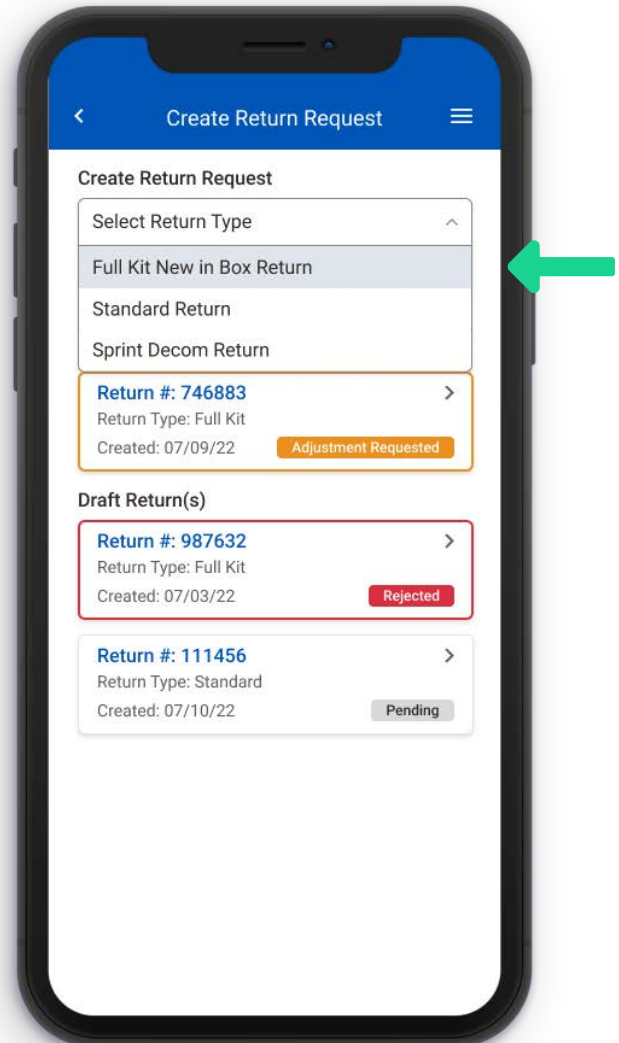 Create Return Request
Create Return Request
Select Return Type
Full Kit New in Box Return
Standard Return
Sprint Decom Return
Return #: 746883
Return Type: Full Kit
Created: 07/09/22 Adjustment Requested
Draft Return(s)
Return #: 987632
Return Type: Full Kit
Created: 07/03/22 Rejected
Return #: 111456
Return Type: Standard
Created: 07/10/22 Pending